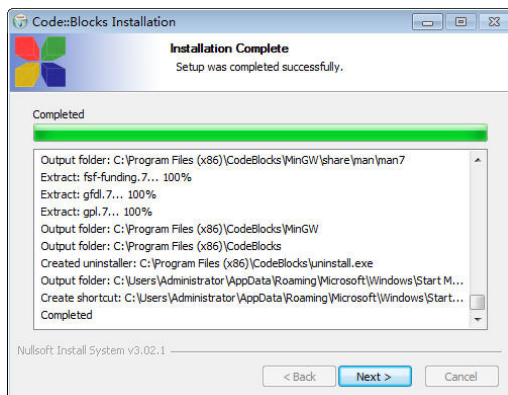 Code::Blocks Installation
Installation Complete
Setup was completed successfully.
Completed
Output folder: C:\Program Files (x86)\CodeBlocks\MinGW\share\man\man7
Extract: fsf-funding.7... 100%
Extract: gfdl.7... 100%
Extract: gpl.7... 100%
Output folder: C:\Program Files (x86)\CodeBlocks\MinGW
Output folder: C:\Program Files (x86)\CodeBlocks
Created uninstaller: C:\Program Files (x86)\CodeBlocks\uninstall.exe
Output folder: C:\Users\Administrator\AppData\Roaming\Microsoft\Windows\Start M...
Create shortcut: C:\Users\Administrator\AppData\Roaming\Microsoft\Windows\Start...
Completed
Nullsoft Install System v3.02.1
< Back Next > Cancel